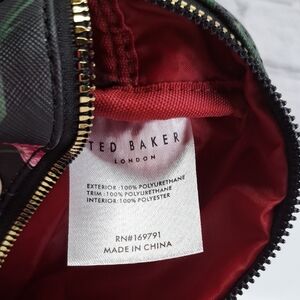 TED BAKER
LONDON
EXTERIOR:100% POLYURETHANE
TRIM:100% POLYURETHANE
INTERIOR:100% POLYESTER
RN#169791
MADE IN CHINA